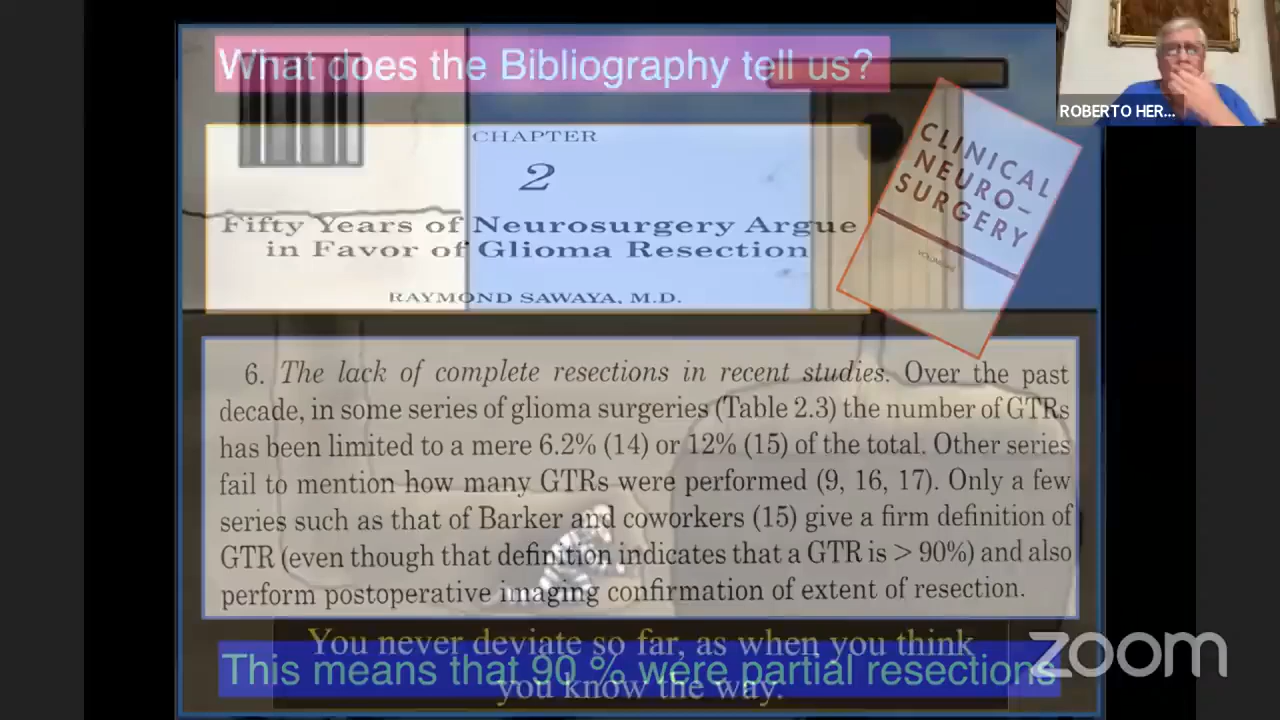 What does the Bibliography tell us?
ROBERTO HER...
CHAPTER
2
Fifty Years of Neurosurgery Argue
in Favor of Glioma Resection
RAYMOND SAWAYA, M.D.
CLINICAL
NEURO-
SURGERY
6. The lack of complete resections in recent studies. Over the past
decade, in some series of glioma surgeries (Table 2.3) the number of GTRs
has been limited to a mere 6.2% (14) or 12% (15) of the total. Other series
fail to mention how many GTRs were performed (9, 16, 17). Only a few
series such as that of Barker and coworkers (15) give a firm definition of
GTR (even though that definition indicates that a GTR is > 90%) and also
perform postoperative imaging confirmation of extent of resection.
You never deviate so far, as when you think
This means that 90 % were partial resections
you know the way.
zoom